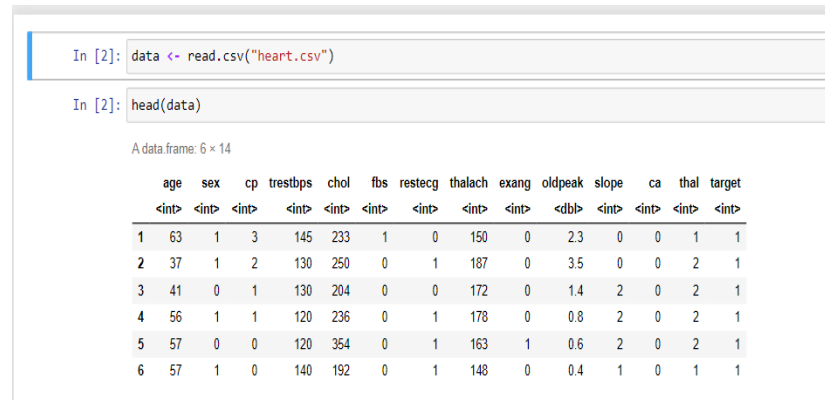 In [2]: data <- read.csv("heart.csv")
In [2]: head(data)
A data.frame: 6 × 14
age sex cp trestbps chol fbs restecg thalach exang oldpeak slope ca thal target
<int> <int> <int> <int> <int> <int> <int> <int> <int> <dbl> <int> <int> <int> <int>
1 63 1 3 145 233 1 0 150 0 2.3 0 0 1 1
2 37 1 2 130 250 0 1 187 0 3.5 0 0 2 1
3 41 0 1 130 204 0 0 172 0 1.4 2 0 2 1
4 56 1 1 120 236 0 1 178 0 0.8 2 0 2 1
5 57 0 0 120 354 0 1 163 1 0.6 2 0 2 1
6 57 1 0 140 192 0 1 148 0 0.4 1 0 1 1